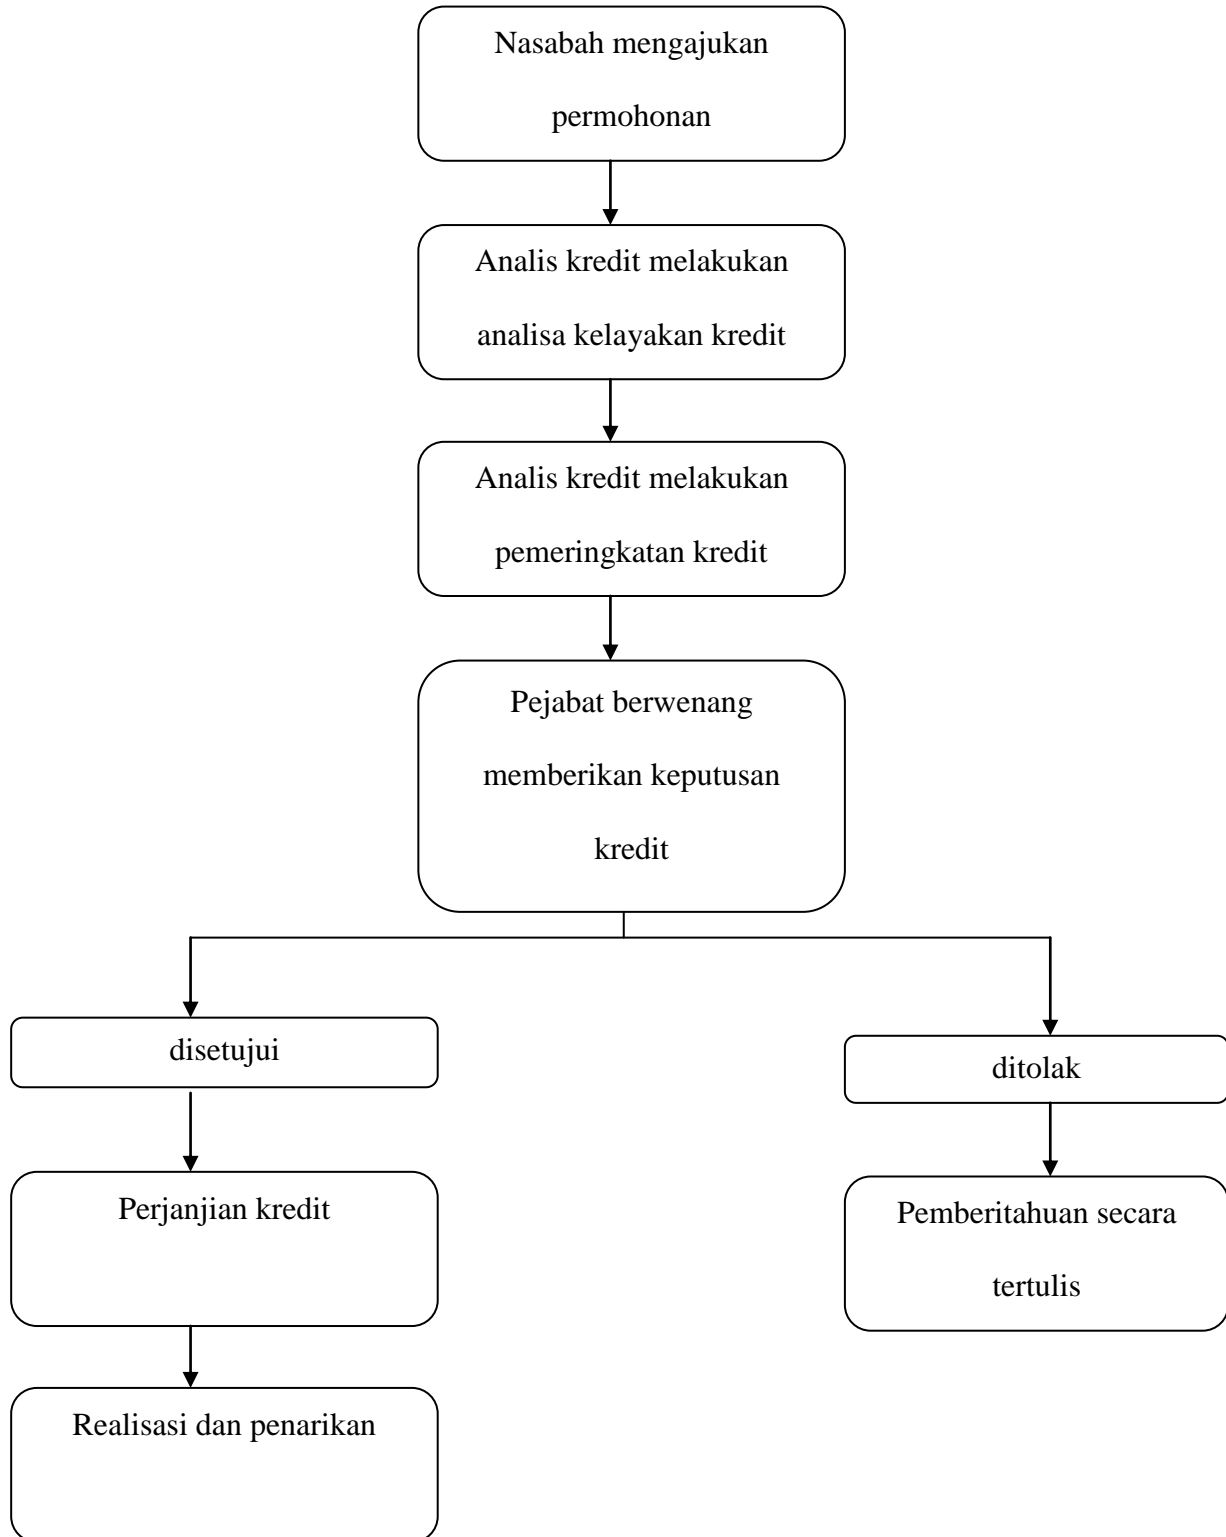 Nasabah mengajukan
permohonan
Analis kredit melakukan
analisa kelayakan kredit
Analis kredit melakukan
pemeringkatan kredit
Pejabat berwenang
memberikan keputusan
kredit
disetujui
ditolak
Perjanjian kredit
Pemberitahuan secara
tertulis
Realisasi dan penarikan